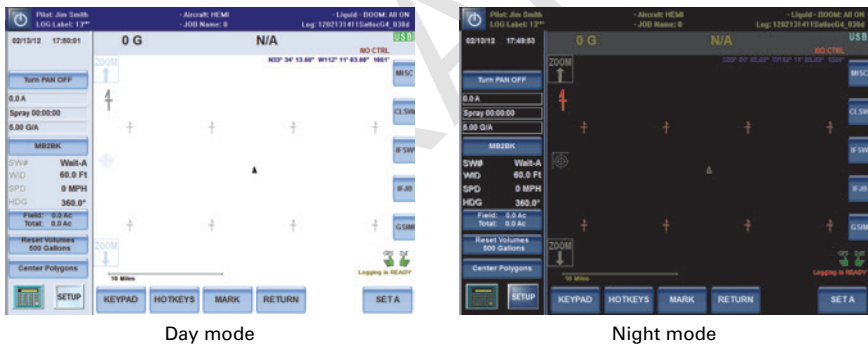 Pilot: Jim Smith
- Aircraft: HEMI
- Liquid - BOOM: All ON
LOG Label: 13**
- JOB Name: 0
Log: 1202131411SatlocG4_038d
02/13/12 17:50:01
0 G
N/A
USB
NO CTRL
N33° 34' 13.80" W112° 11' 03.60" 1081'
ZOOM
MISC
Turn PAN OFF
0.0 A
CLSW
Spray 00:00:00
5.00 G/A
MB2BK
IFSW
SW# Wait-A
WID 60.0 Ft
SPD 0 MPH
IFJB
HDG 360.0°
Field: 0.0 Ac
Total: 0.0 Ac
GSIM
Reset Volumes
500 Gallons
ZOOM
Center Polygons
Logging is READY
10 Miles
SETUP
KEYPAD
HOTKEYS
MARK
RETURN
SET A
Day mode
Pilot: Jim Smith
- Aircraft: HEMI
- Liquid - BOOM: All ON
LOG Label: 13**
- JOB Name: 0
Log: 1202131411SatlocG4_038d
02/13/12 17:49:53
0 G
N/A
USB
NO CTRL
ZOOM
MISC
Turn PAN OFF
0.0 A
CLSW
Spray 00:00:00
5.00 G/A
MB2BK
IFSW
SW# Wait-A
WID 60.0 Ft
SPD 0 MPH
IFJB
HDG 360.0°
Field: 0.0 Ac
Total: 0.0 Ac
GSIM
Reset Volumes
500 Gallons
ZOOM
Center Polygons
Logging is READY
10 Miles
SETUP
KEYPAD
HOTKEYS
MARK
RETURN
SET A
Night mode